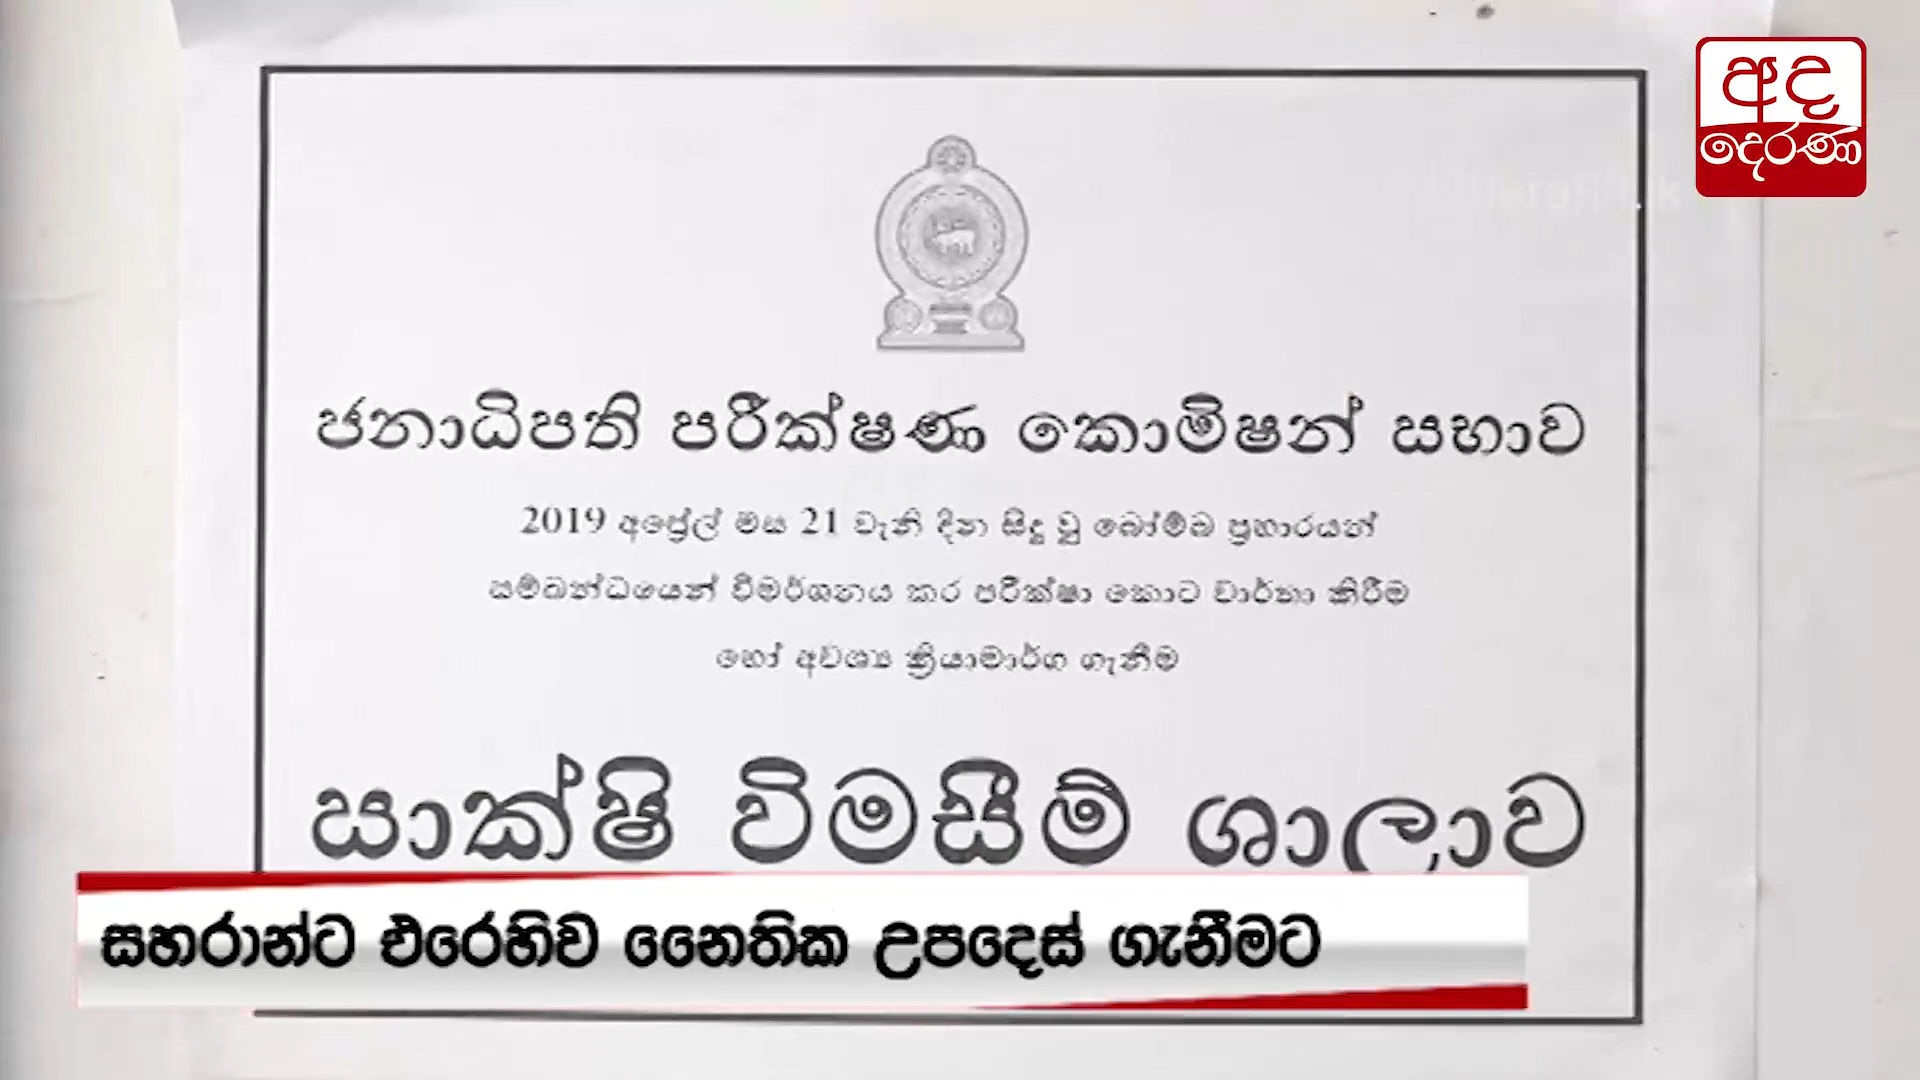 අද
දෙරණ
ජනාධිපති පරීක්ෂණ කොමිෂන් සභාව
2019 අප්‍රේල් මස 21 වැනි දින සිදු වූ බෝම්බ ප්‍රහාරයන්
සම්බන්ධයෙන් විමර්ශනය කර පරීක්ෂා කොට වාර්තා කිරීම
හෝ අවශ්‍ය ක්‍රියාමාර්ග ගැනීම
සාක්ෂි විමසීම් ශාලාව
සහරාන්ට එරෙහිව නෛතික උපදෙස් ගැනීමට